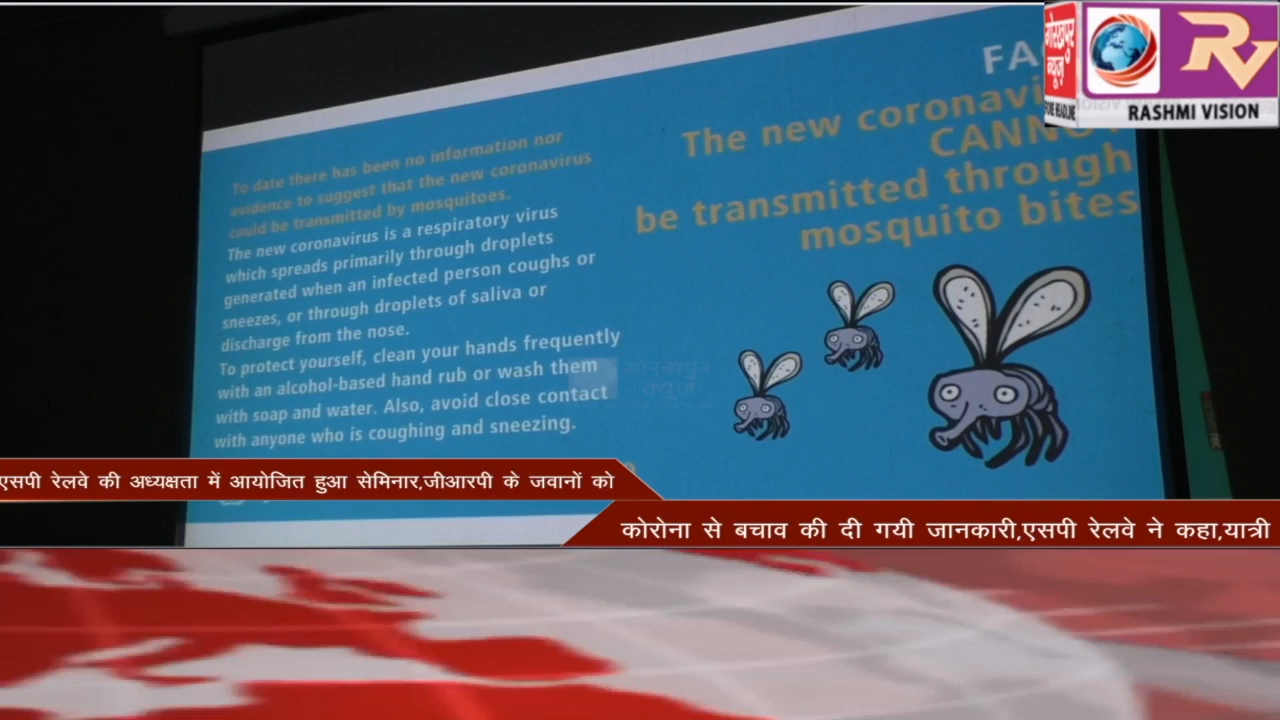 गोरखपुर
न्यूज़
RASHMI VISION
To date there has been no information nor
evidence to suggest that the new coronavirus
could be transmitted by mosquitoes.
The new coronavirus is a respiratory virus
which spreads primarily through droplets
generated when an infected person coughs or
sneezes, or through droplets of saliva or
discharge from the nose.
To protect yourself, clean your hands frequently
with an alcohol-based hand rub or wash them
with soap and water. Also, avoid close contact
with anyone who is coughing and sneezing.
The new
be transmitted through
mosquito bites
गोरखपुर
न्यूज़
एसपी रेलवे की अध्यक्षता में आयोजित हुआ सेमिनार,जीआरपी के जवानों को
कोरोना से बचाव की दी गयी जानकारी,एसपी रेलवे ने कहा,यात्री